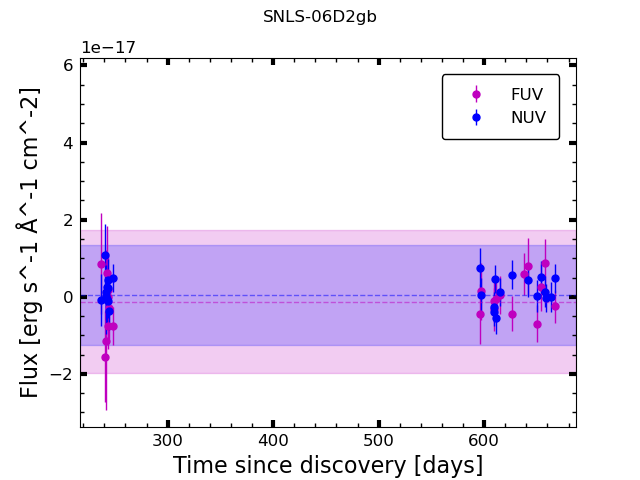 SNLS-06D2gb
1e−17
6
4
2
0
−2
FUV
NUV
300
400
500
600
Time since discovery [days]
Flux [erg s^-1 Å^-1 cm^-2]